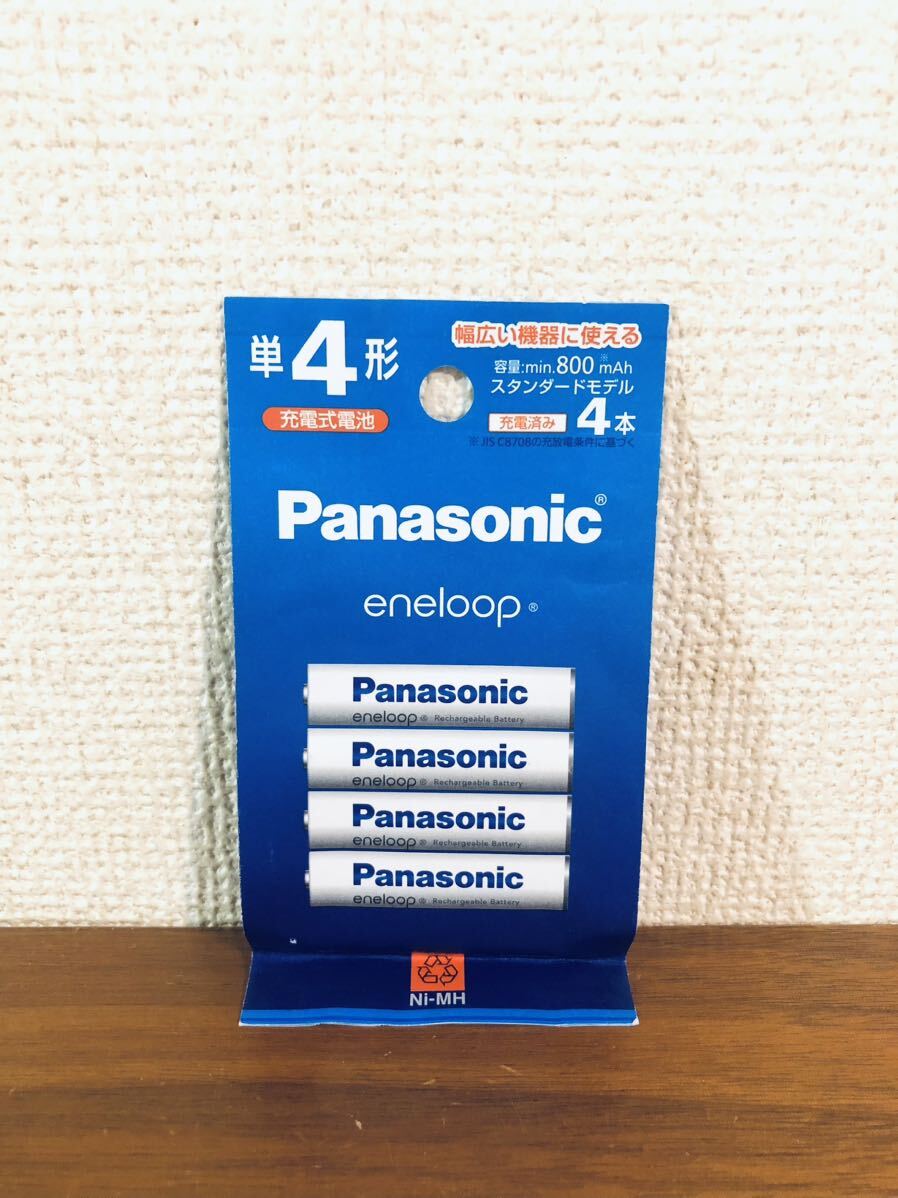 単4形
充電式電池
幅広い機器に使える
容量:min.800※mAh
スタンダードモデル
充電済み 4本
※JIS C8708の充放電条件に基づく
Panasonic®
eneloop®
Panasonic
eneloop® Rechargeable Battery
Panasonic
eneloop® Rechargeable Battery
Panasonic
eneloop® Rechargeable Battery
Panasonic
eneloop® Rechargeable Battery
Ni-MH